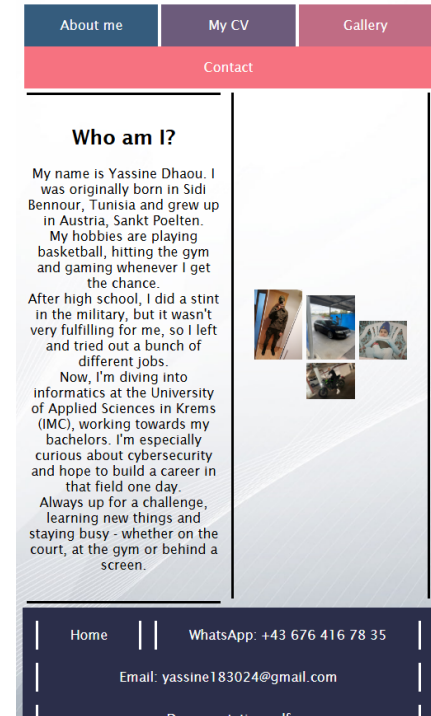 About me
My CV
Gallery
Contact
Who am I?
My name is Yassine Dhaou. I
was originally born in Sidi
Bennour, Tunisia and grew up
in Austria, Sankt Poelten.
My hobbies are playing
basketball, hitting the gym
and gaming whenever I get
the chance.
After high school, I did a stint
in the military, but it wasn't
very fulfilling for me, so I left
and tried out a bunch of
different jobs.
Now, I'm diving into
informatics at the University
of Applied Sciences in Krems
(IMC), working towards my
bachelors. I'm especially
curious about cybersecurity
and hope to build a career in
that field one day.
Always up for a challenge,
learning new things and
staying busy - whether on the
court, at the gym or behind a
screen.
Home
WhatsApp: +43 676 416 78 35
Email: yassine183024@gmail.com